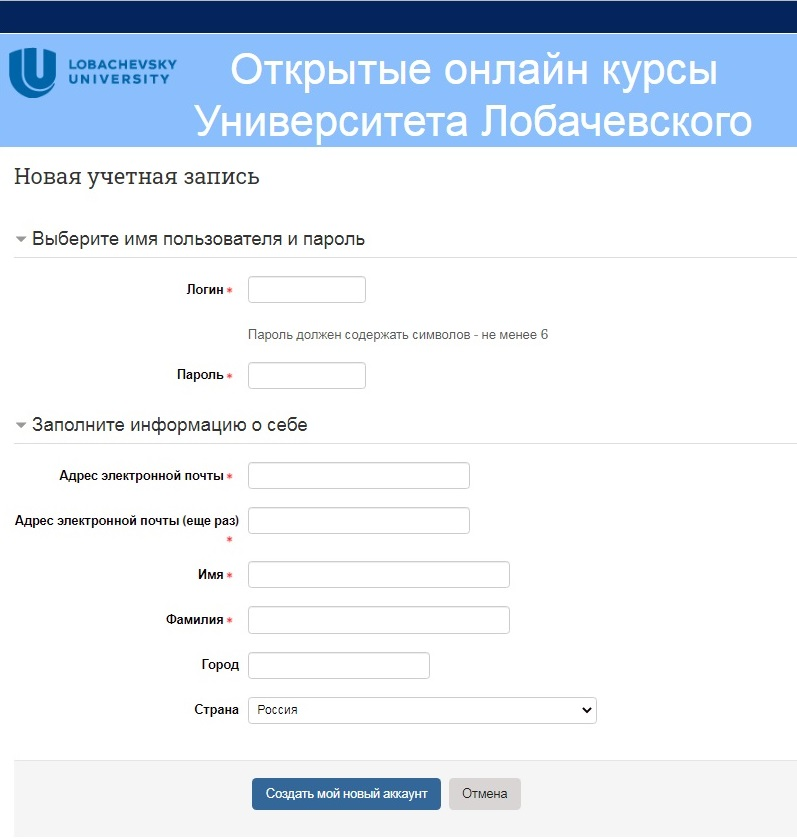 LOBACHEVSKY
UNIVERSITY
Открытые онлайн курсы
Университета Лобачевского
Новая учетная запись
Выберите имя пользователя и пароль
Логин *
Пароль должен содержать символов - не менее 6
Пароль *
Заполните информацию о себе
Адрес электронной почты *
Адрес электронной почты (еще раз)
*
Имя *
Фамилия *
Город
Страна Россия
Создать мой новый аккаунт Отмена